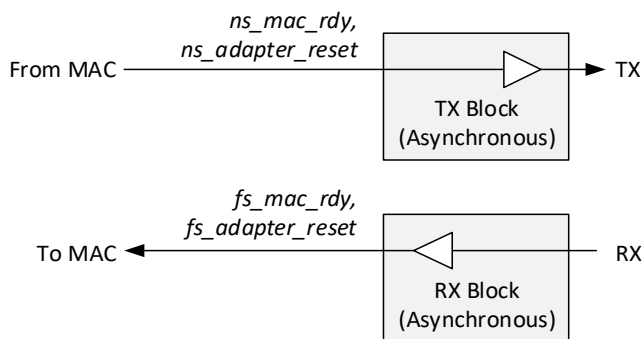 ns_mac_rdy,
ns_adapter_reset
From MAC
TX
TX Block
(Asynchronous)
fs_mac_rdy,
fs_adapter_reset
To MAC
RX
RX Block
(Asynchronous)